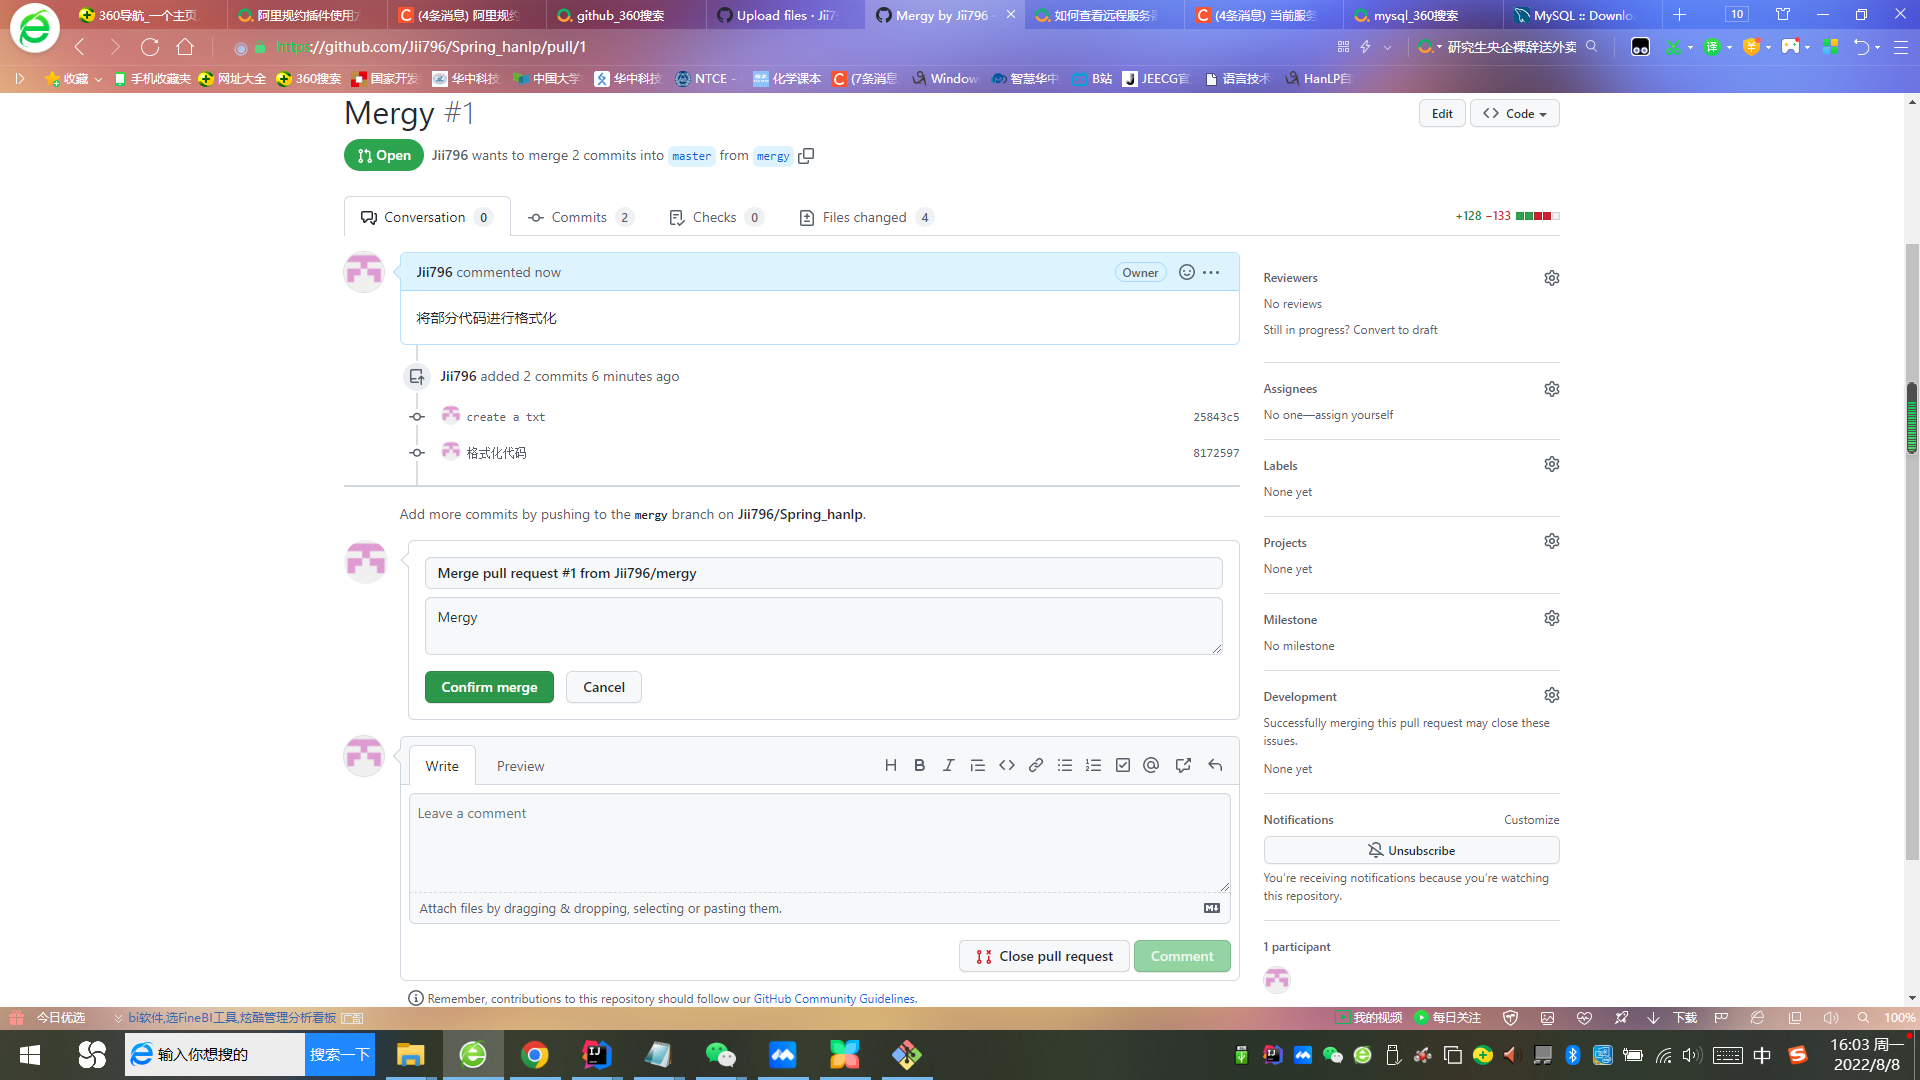 360导航_一个主页
阿里规约插件使用方
(4条消息) 阿里规约
github_360搜索
Upload files · Jii7
Mergy by Jii796 ·
如何查看远程服务器
(4条消息) 当前服务
mysql_360搜索
MySQL :: Downlo
10
https://github.com/Jii796/Spring_hanlp/pull/1
研究生央企裸辞送外卖
收藏
手机收藏夹
网址大全
360搜索
国家开发
华中科技
中国大学
华中科技
NTCE -
化学课本
(7条消息
Window
智慧华中
B站
JEECG官
语言技术
HanLP自
Mergy #1
Edit
Code
Open
Jii796 wants to merge 2 commits into master from mergy
Conversation 0
Commits 2
Checks 0
Files changed 4
+128 −133
Jii796 commented now
Owner
将部分代码进行格式化
Jii796 added 2 commits 6 minutes ago
create a txt
25843c5
格式化代码
8172597
Add more commits by pushing to the mergy branch on Jii796/Spring_hanlp.
Merge pull request #1 from Jii796/mergy
Mergy
Confirm merge
Cancel
Write
Preview
Leave a comment
Attach files by dragging & dropping, selecting or pasting them.
Close pull request
Comment
Remember, contributions to this repository should follow our GitHub Community Guidelines.
Reviewers
No reviews
Still in progress? Convert to draft
Assignees
No one—assign yourself
Labels
None yet
Projects
None yet
Milestone
No milestone
Development
Successfully merging this pull request may close these
issues.
None yet
Notifications
Customize
Unsubscribe
You're receiving notifications because you're watching
this repository.
1 participant
今日优选
bi软件,选FineBI工具,炫酷管理分析看板
广告
我的视频
每日关注
下载
100%
输入你想搜的
搜索一下
中
16:03 周一
2022/8/8